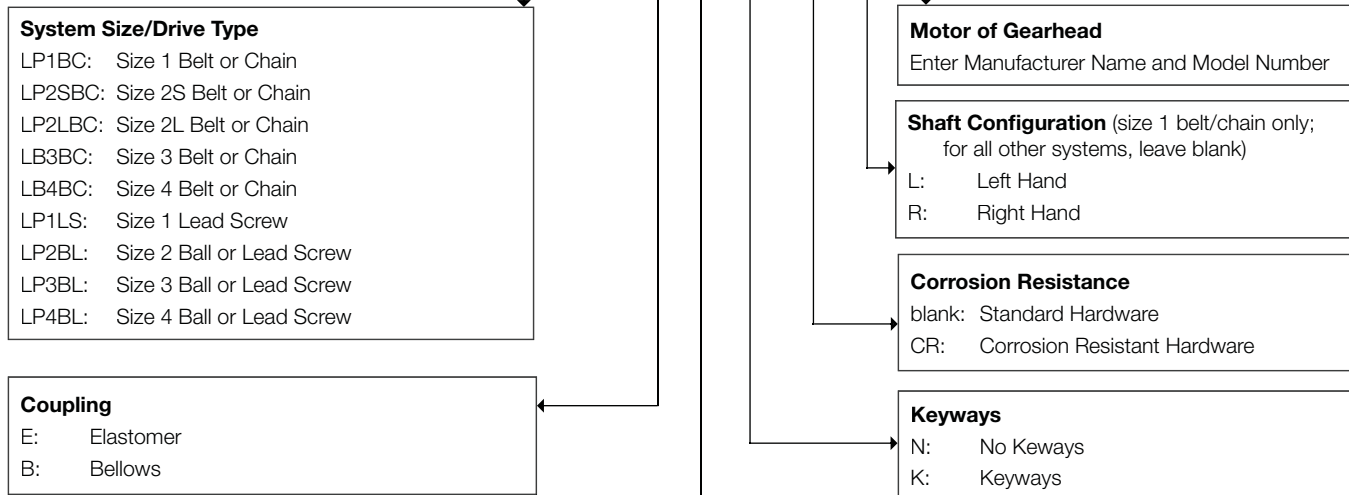 System Size/Drive Type
LP1BC: Size 1 Belt or Chain
LP2SBC: Size 2S Belt or Chain
LP2LBC: Size 2L Belt or Chain
LB3BC: Size 3 Belt or Chain
LB4BC: Size 4 Belt or Chain
LP1LS: Size 1 Lead Screw
LP2BL: Size 2 Ball or Lead Screw
LP3BL: Size 3 Ball or Lead Screw
LP4BL: Size 4 Ball or Lead Screw
Coupling
E: Elastomer
B: Bellows
Motor of Gearhead
Enter Manufacturer Name and Model Number
Shaft Configuration (size 1 belt/chain only;
for all other systems, leave blank)
L: Left Hand
R: Right Hand
Corrosion Resistance
blank: Standard Hardware
CR: Corrosion Resistant Hardware
Keyways
N: No Keways
K: Keyways